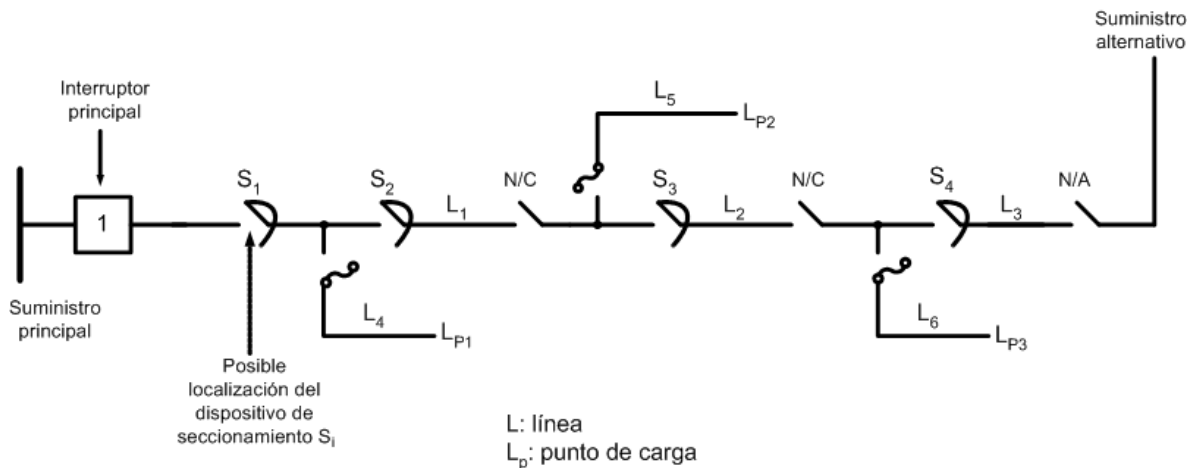 Suministro
alternativo
Interruptor
principal
L5
LP2
S1
S2
L1
N/C
S3
L2
N/C
S4
L3
N/A
1
Suministro
principal
L4
LP1
L6
LP3
Posible
localización del
dispositivo de
seccionamiento Si
L: línea
Lp: punto de carga